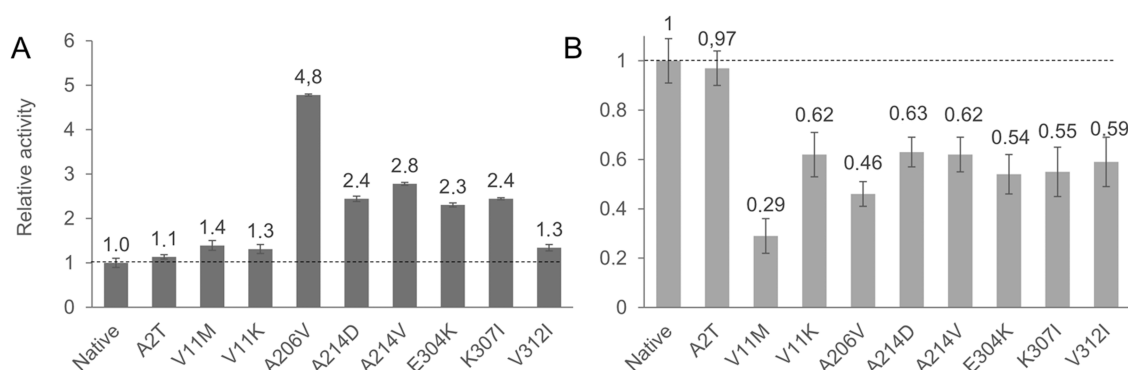 A
Relative activity
6
5
4
3
2
1
0
1.0
1.1
1.4
1.3
4,8
2.4
2.8
2.3
2.4
1.3
Native
A2T
V11M
V11K
A206V
A214D
A214V
E304K
K307I
V312I
B
1
0.8
0.6
0.4
0.2
0
1
0,97
0.29
0.62
0.46
0.63
0.62
0.54
0.55
0.59
Native
A2T
V11M
V11K
A206V
A214D
A214V
E304K
K307I
V312I